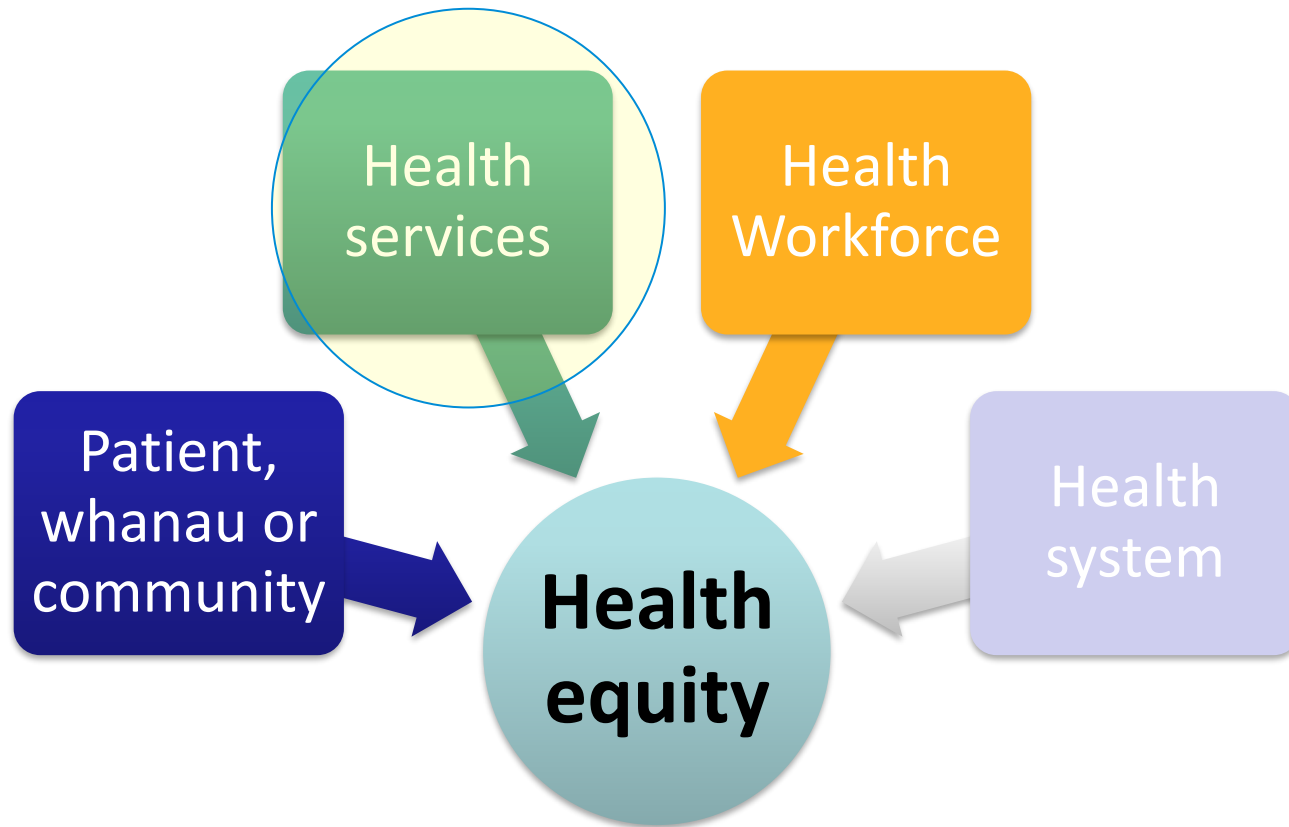 Health
services
Health
Workforce
Patient,
whanau or
community
Health
system
Health
equity